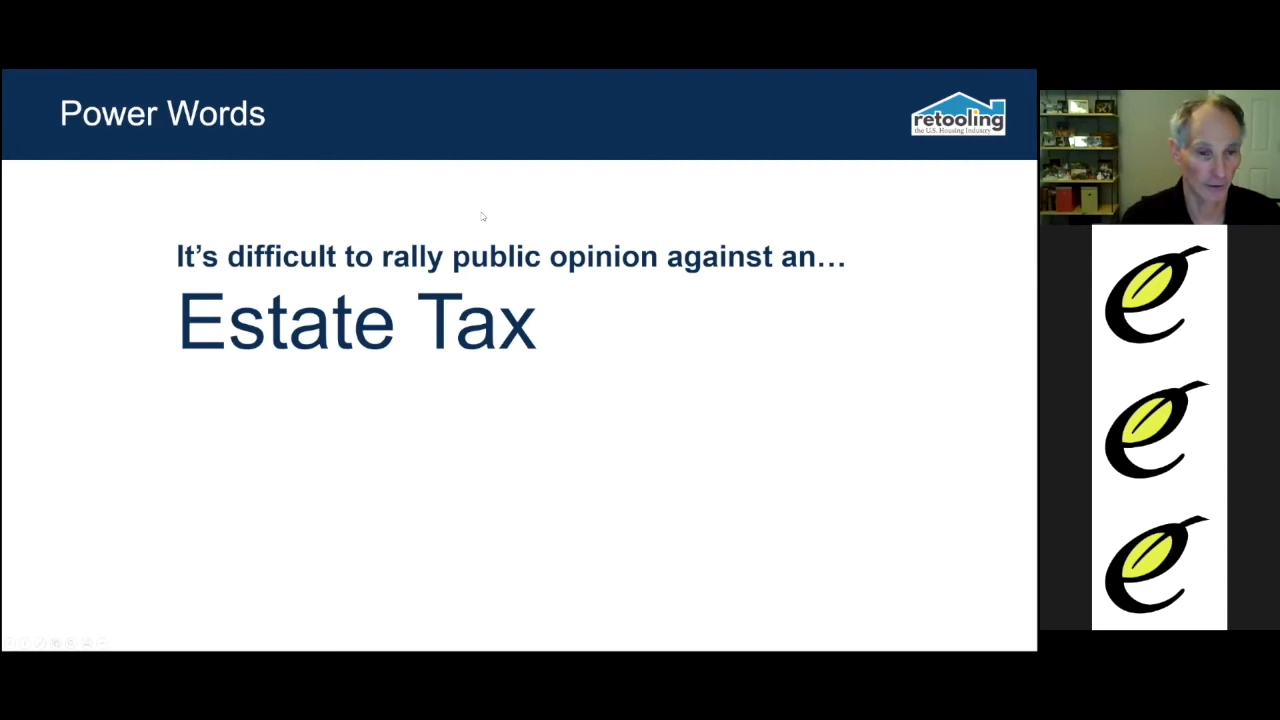 Power Words
retooling
the U.S. Housing Industry
It's difficult to rally public opinion against an…
Estate Tax